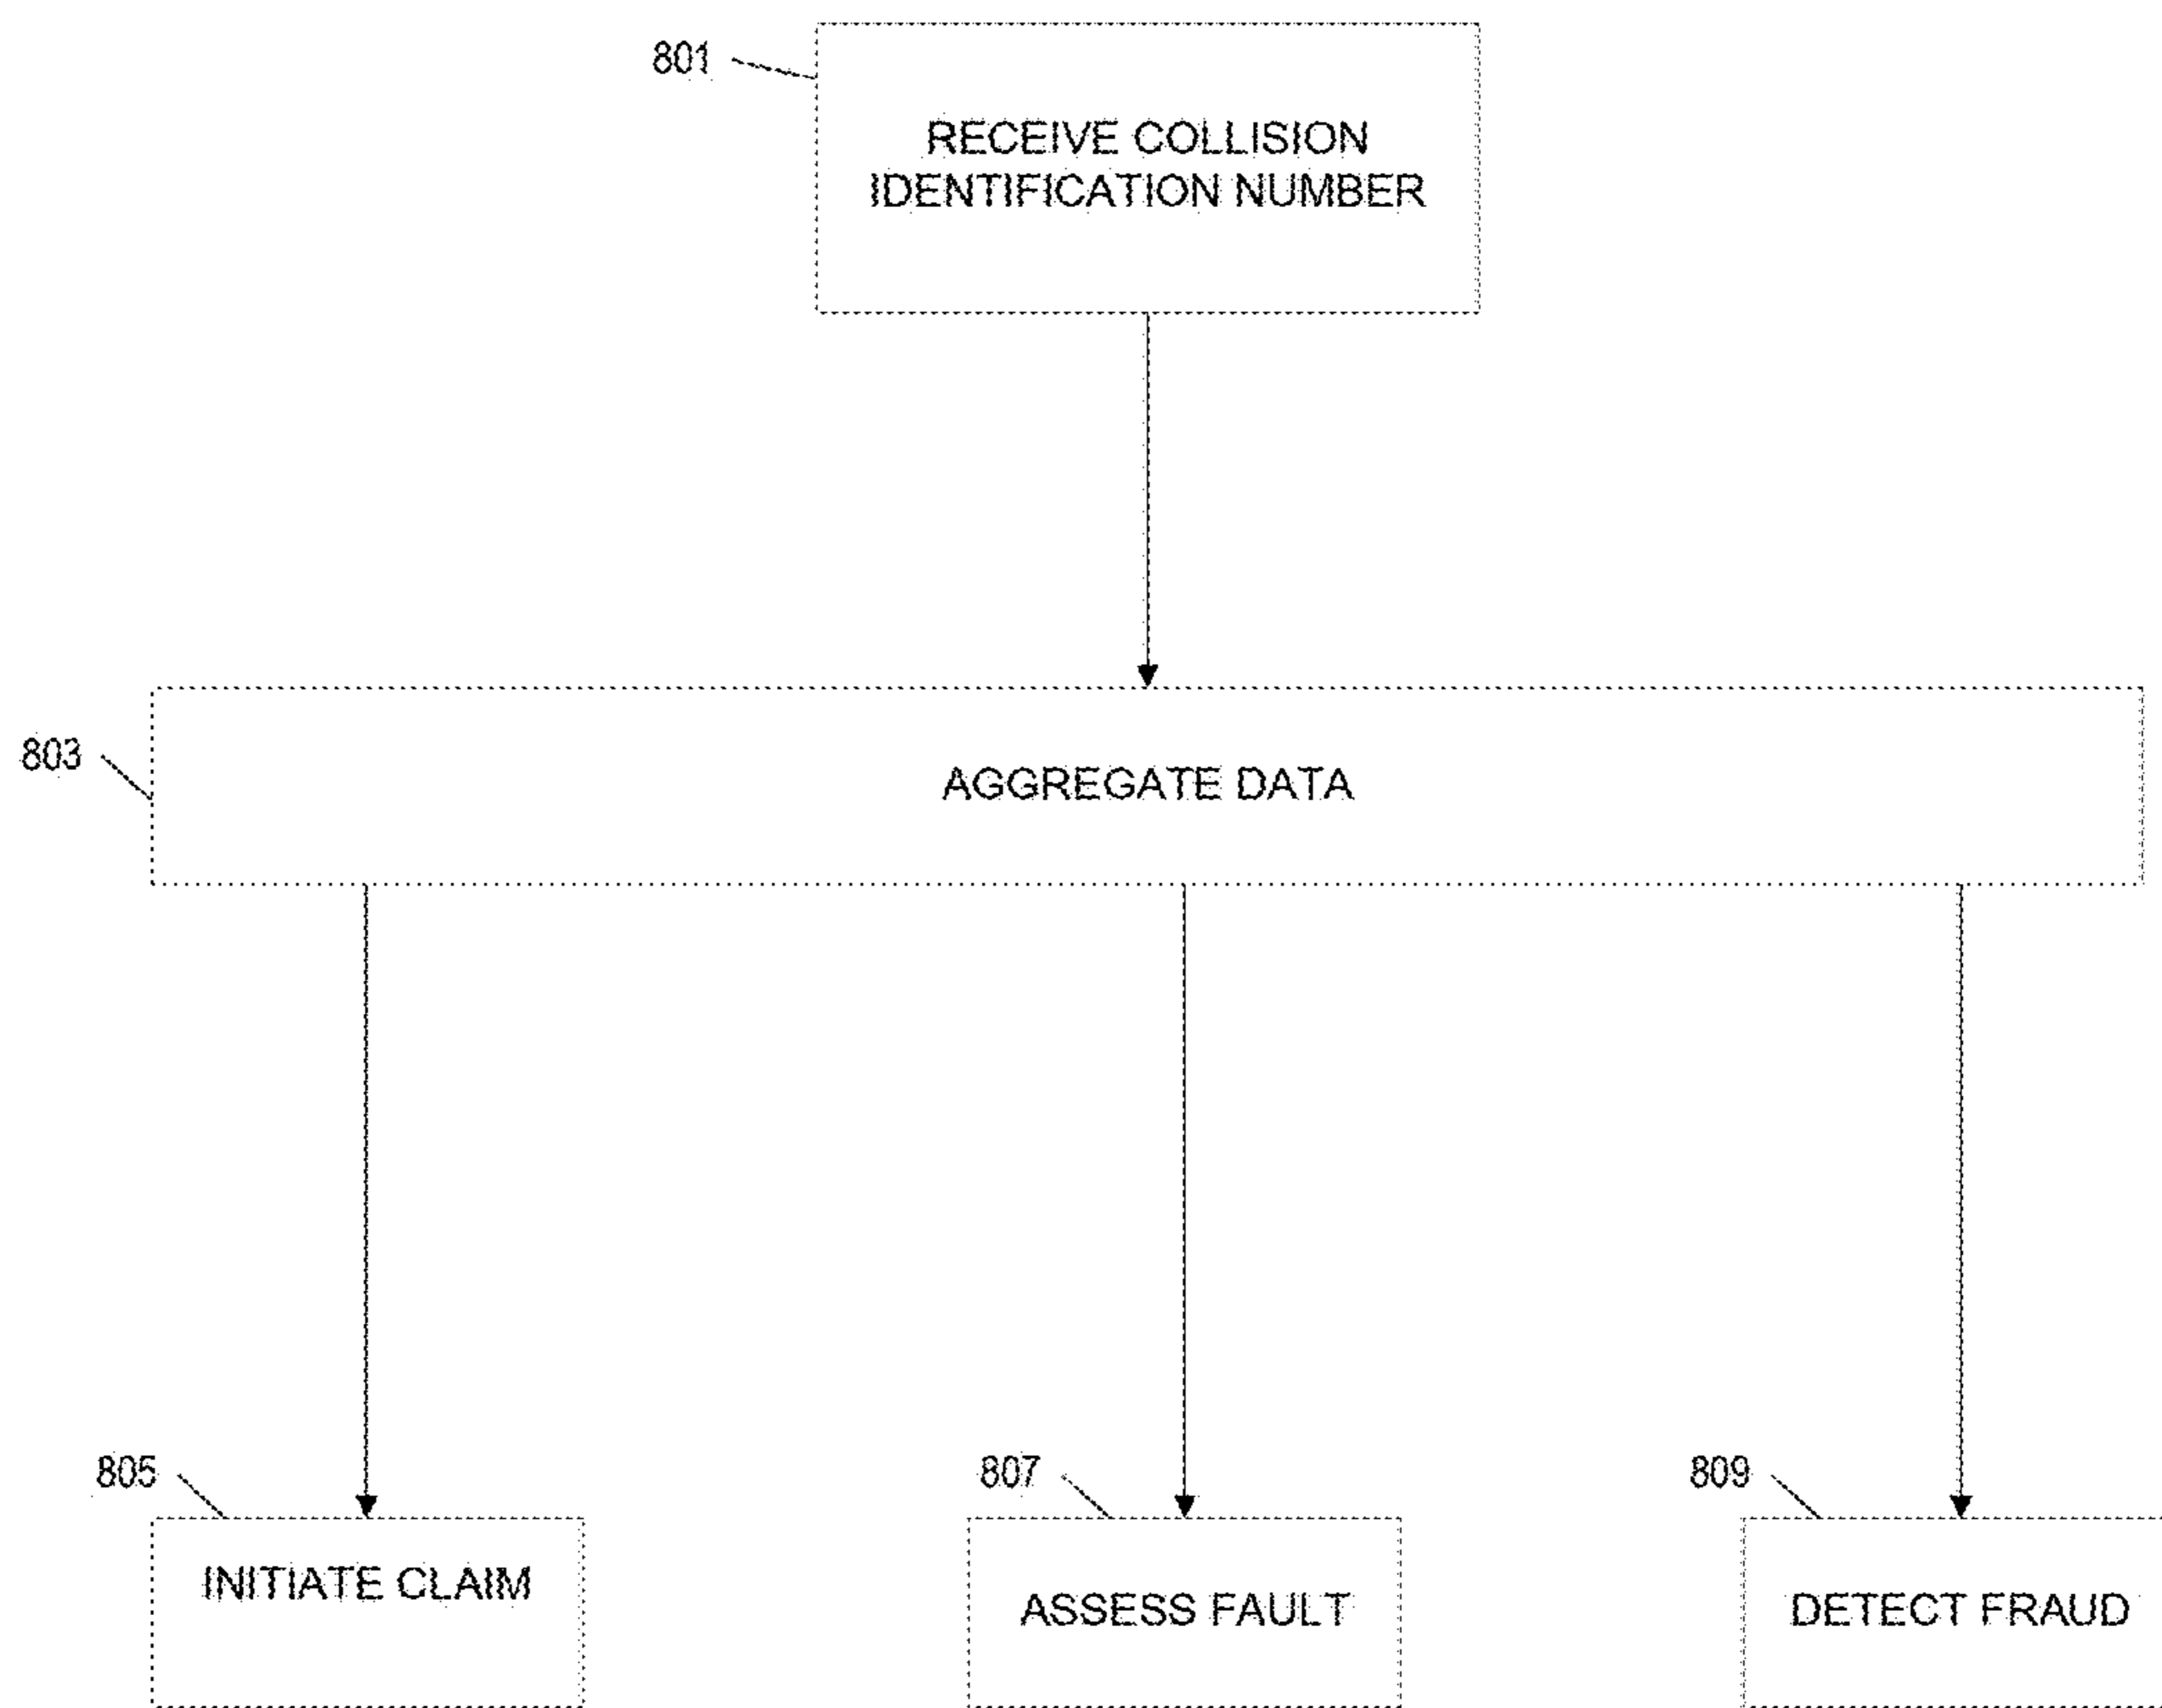 801
RECEIVE COLLISION
IDENTIFICATION NUMBER
803
AGGREGATE DATA
805
807
809
INITIATE CLAIM
ASSESS FAULT
DETECT FRAUD